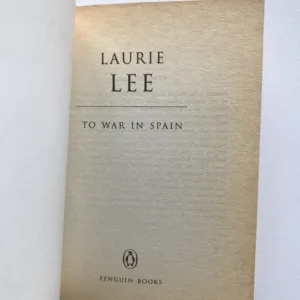 LAURIE
LEE
TO WAR IN SPAIN
PENGUIN BOOKS